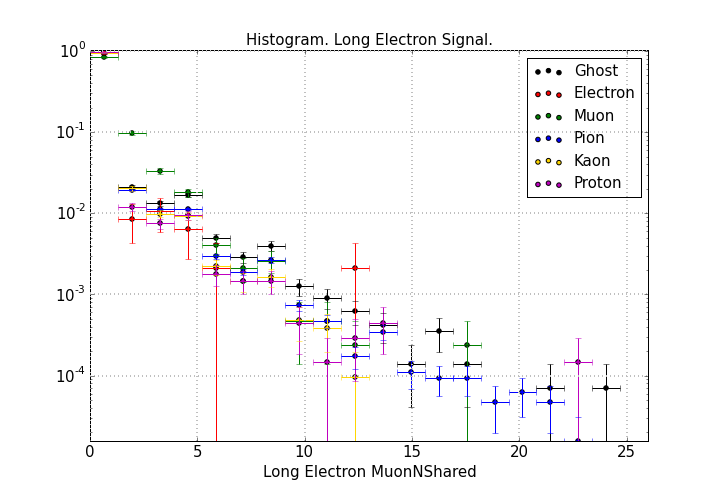 Histogram. Long Electron Signal.
10^0
10^-1
10^-2
10^-3
10^-4
Ghost
Electron
Muon
Pion
Kaon
Proton
0 5 10 15 20 25
Long Electron MuonNShared